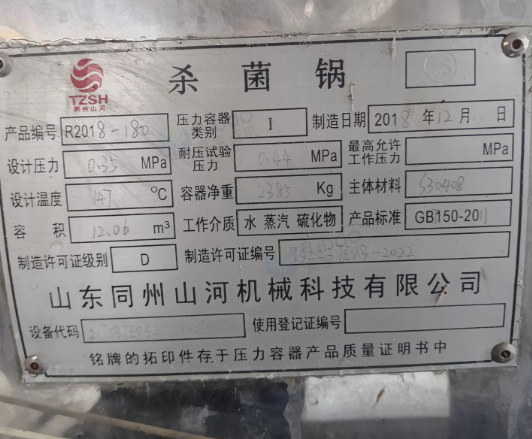 TZSH
同州山河
杀菌锅
产品编号 R2018-180 压力容器类别 I 制造日期 2018 年 12 月 日
设计压力 0.35 MPa 耐压试验压力 0.44 MPa 最高允许工作压力 MPa
设计温度 147 ℃ 容器净重 2385 Kg 主体材料 S30408
容积 12.06 m³ 工作介质 水 蒸汽 硫化物 产品标准 GB150-2011
制造许可证级别 D 制造许可证编号
山东同州山河机械科技有限公司
设备代码 使用登记证编号
铭牌的拓印件存于压力容器产品质量证明书中